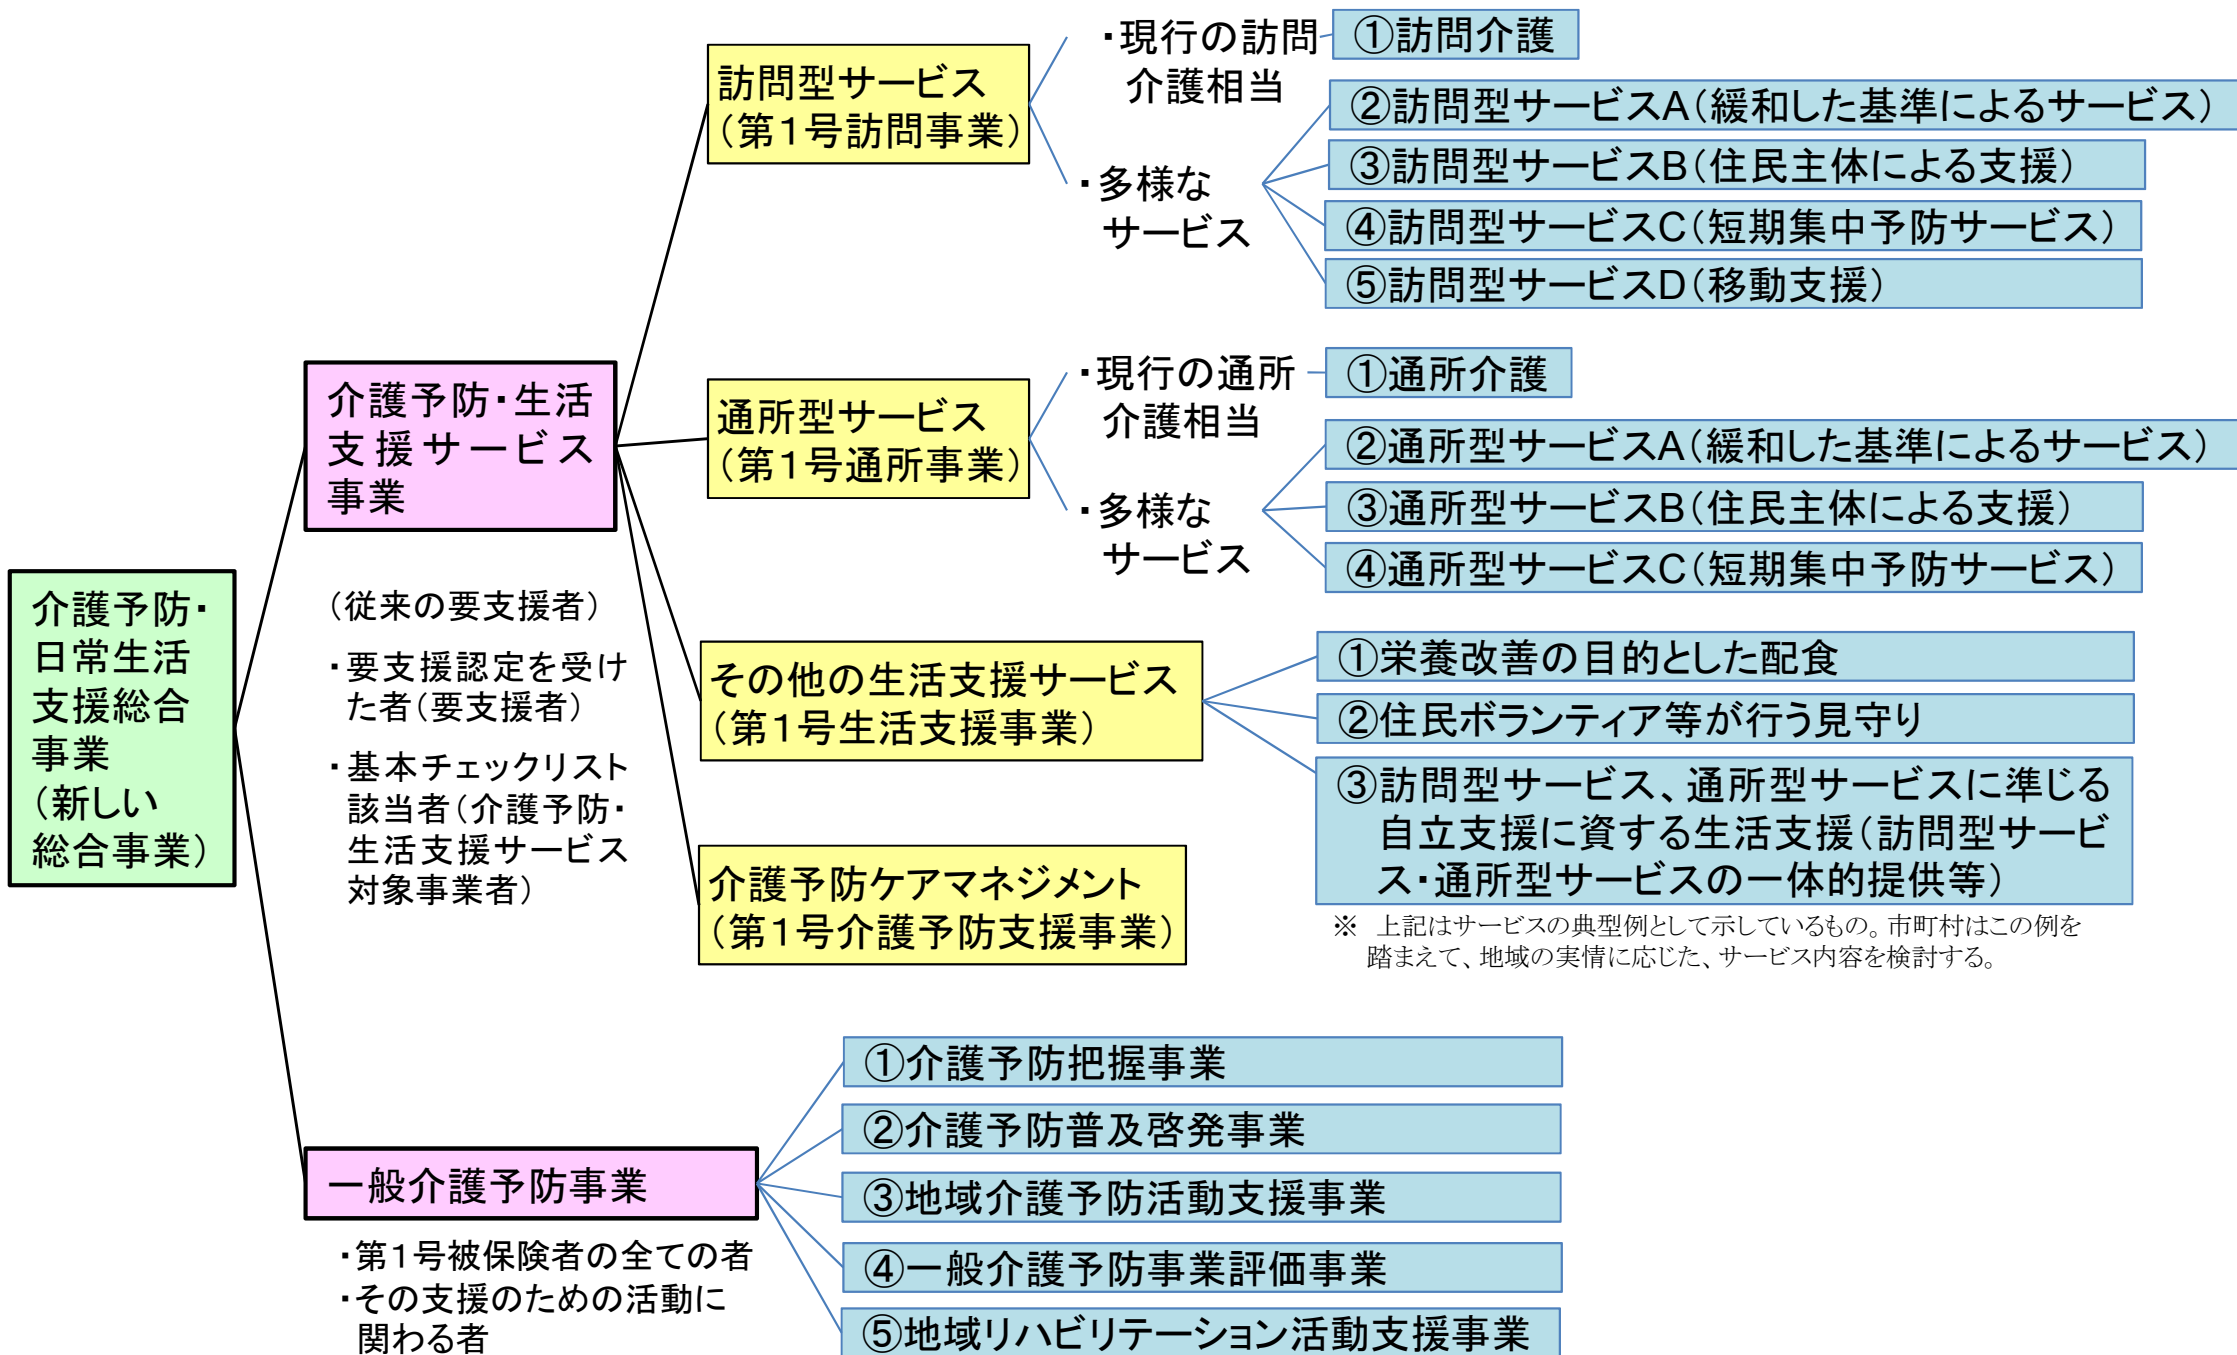 介護予防・
日常生活
支援総合
事業
（新しい
総合事業）
介護予防・生活
支援サービス
事業
（従来の要支援者）
・要支援認定を受け
た者（要支援者）
・基本チェックリスト
該当者（介護予防・
生活支援サービス
対象事業者）
訪問型サービス
（第１号訪問事業）
・現行の訪問
介護相当
①訪問介護
・多様な
サービス
②訪問型サービスA（緩和した基準によるサービス）
③訪問型サービスB（住民主体による支援）
④訪問型サービスC（短期集中予防サービス）
⑤訪問型サービスD（移動支援）
通所型サービス
（第１号通所事業）
・現行の通所
介護相当
①通所介護
・多様な
サービス
②通所型サービスA（緩和した基準によるサービス）
③通所型サービスB（住民主体による支援）
④通所型サービスC（短期集中予防サービス）
その他の生活支援サービス
（第１号生活支援事業）
①栄養改善の目的とした配食
②住民ボランティア等が行う見守り
③訪問型サービス、通所型サービスに準じる
自立支援に資する生活支援（訪問型サービ
ス・通所型サービスの一体的提供等）
※　上記はサービスの典型例として示しているもの。市町村はこの例を
踏まえて、地域の実情に応じた、サービス内容を検討する。
介護予防ケアマネジメント
（第１号介護予防支援事業）
一般介護予防事業
・第１号被保険者の全ての者
・その支援のための活動に
関わる者
①介護予防把握事業
②介護予防普及啓発事業
③地域介護予防活動支援事業
④一般介護予防事業評価事業
⑤地域リハビリテーション活動支援事業